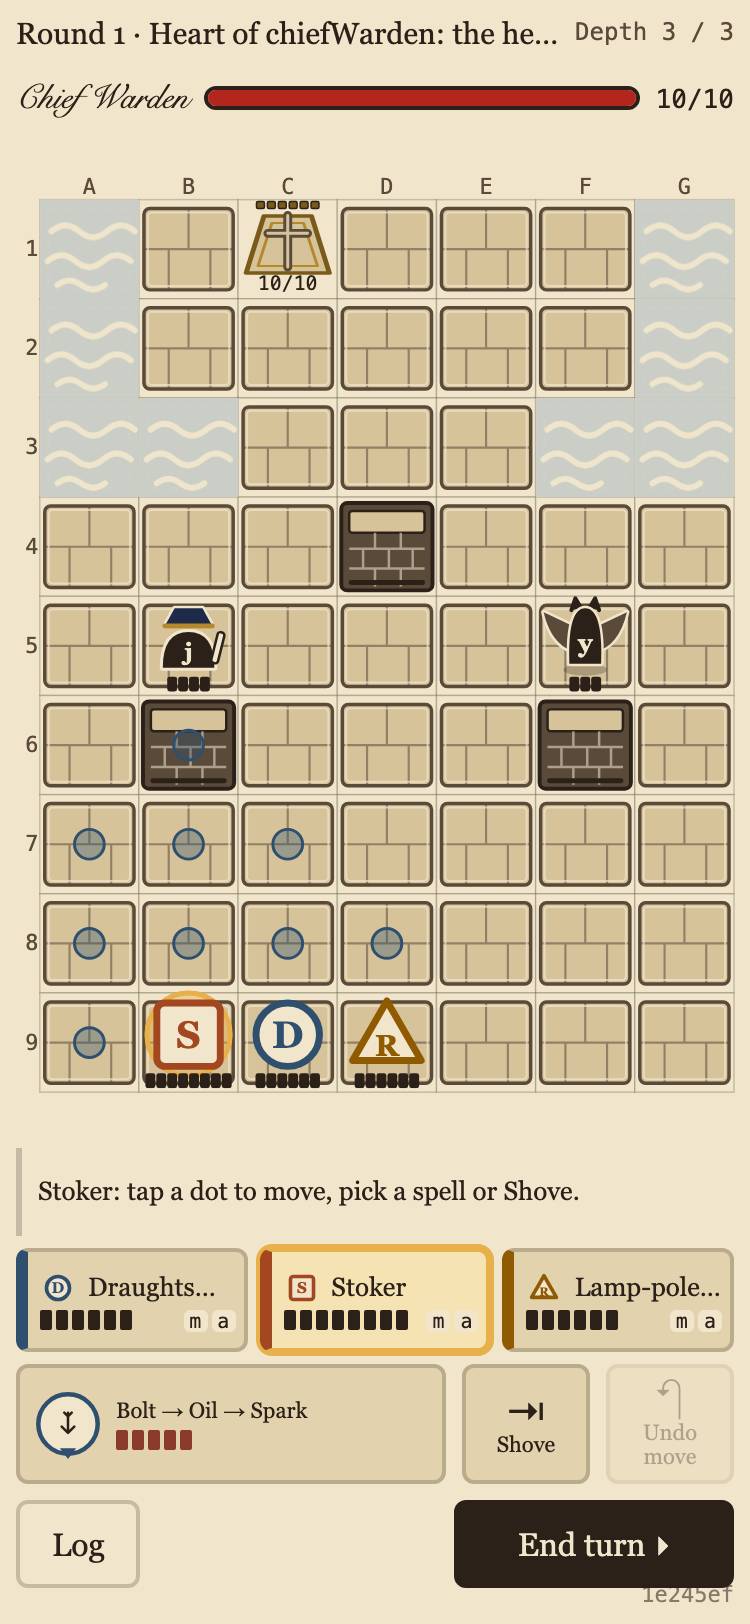 Round 1 · Heart of chiefWarden: the he... Depth 3 / 3
Chief Warden 10/10
A B C D E F G
1
10/10
2
3
4
5 j y
6
7
8
9 S D R
Stoker: tap a dot to move, pick a spell or Shove.
D Draughts... S Stoker R Lamp-pole...
m a m a m a
Bolt → Oil → Spark
Shove
Undo move
Log End turn
1e245ef